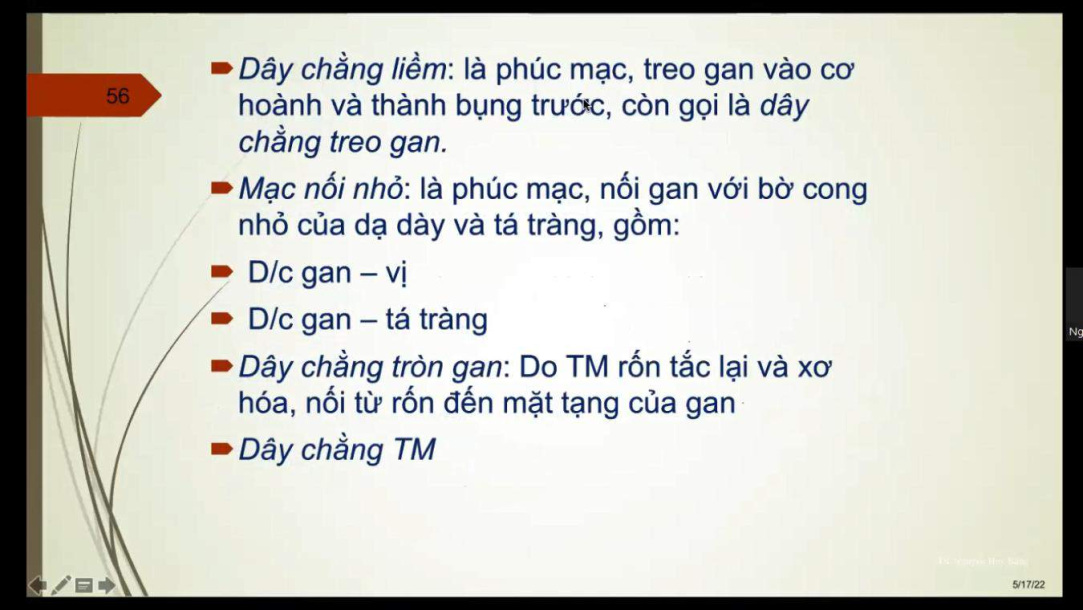 56
Dây chằng liềm: là phúc mạc, treo gan vào cơ
hoành và thành bụng trước, còn gọi là dây
chằng treo gan.
Mạc nối nhỏ: là phúc mạc, nối gan với bờ cong
nhỏ của dạ dày và tá tràng, gồm:
D/c gan – vị
D/c gan – tá tràng
Dây chằng tròn gan: Do TM rốn tắc lại và xơ
hóa, nối từ rốn đến mặt tạng của gan
Dây chằng TM
Ng
5/17/22